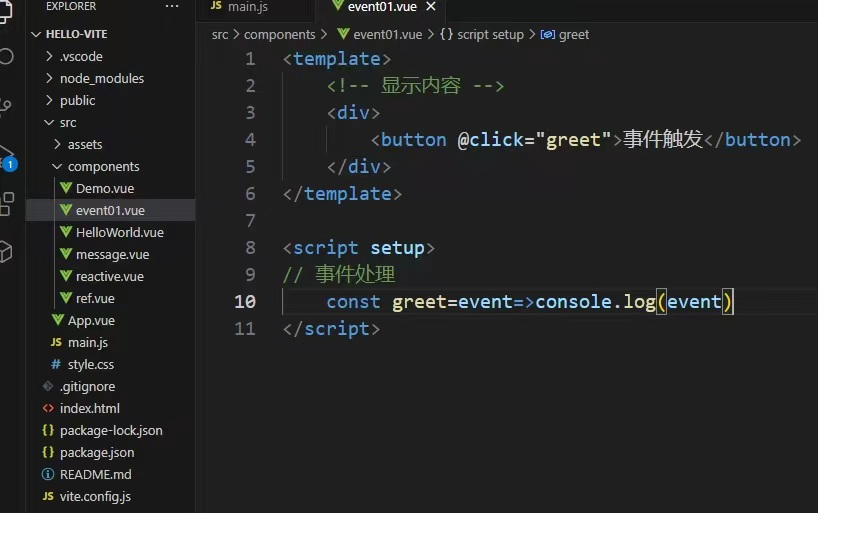 EXPLORER
···
HELLO-VITE
.vscode
node_modules
public
src
assets
components
Demo.vue
event01.vue
HelloWorld.vue
message.vue
reactive.vue
ref.vue
App.vue
JS main.js
# style.css
.gitignore
<> index.html
{} package-lock.json
{} package.json
README.md
JS vite.config.js
1
JS main.js
event01.vue ×
src > components > event01.vue > {} script setup > greet
1 <template>
2 <!-- 显示内容 -->
3 <div>
4 <button @click="greet">事件触发</button>
5 </div>
6 </template>
7
8 <script setup>
9 // 事件处理
10 const greet=event=>console.log(event)
11 </script>